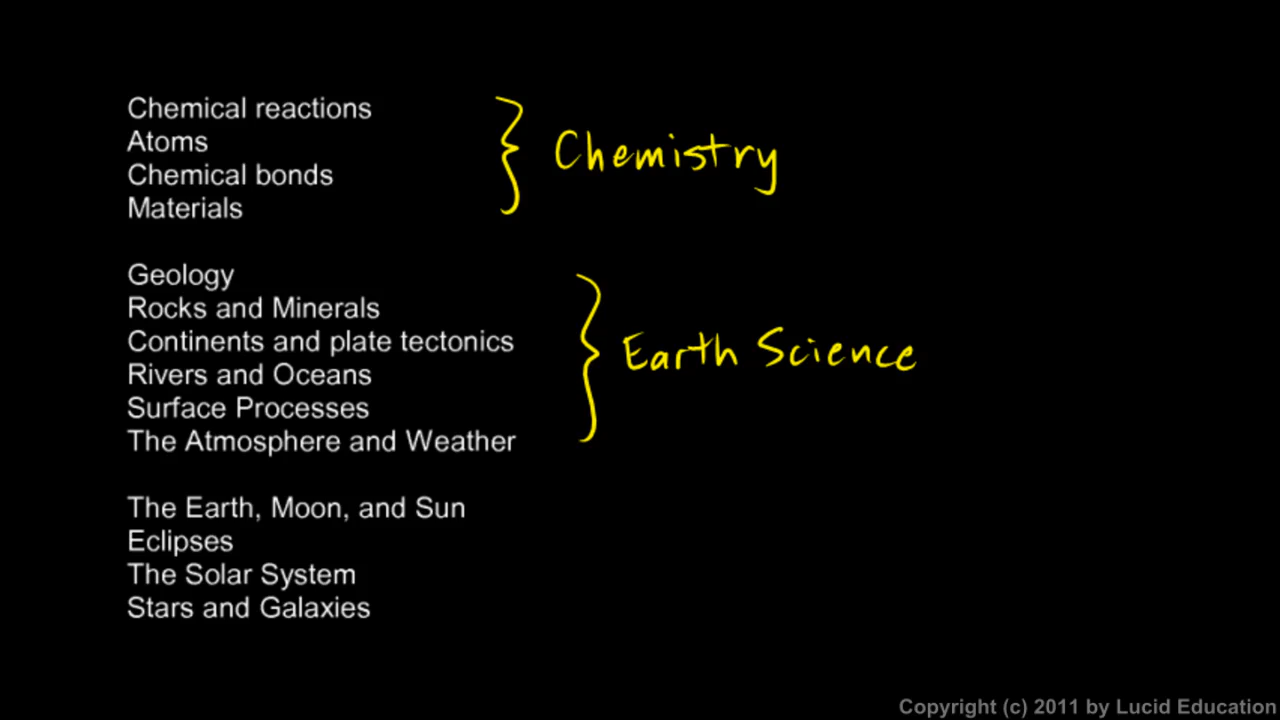 Chemical reactions
Atoms
Chemical bonds
Materials
Chemistry
Geology
Rocks and Minerals
Continents and plate tectonics
Rivers and Oceans
Surface Processes
The Atmosphere and Weather
Earth Science
The Earth, Moon, and Sun
Eclipses
The Solar System
Stars and Galaxies
Copyright (c) 2011 by Lucid Education